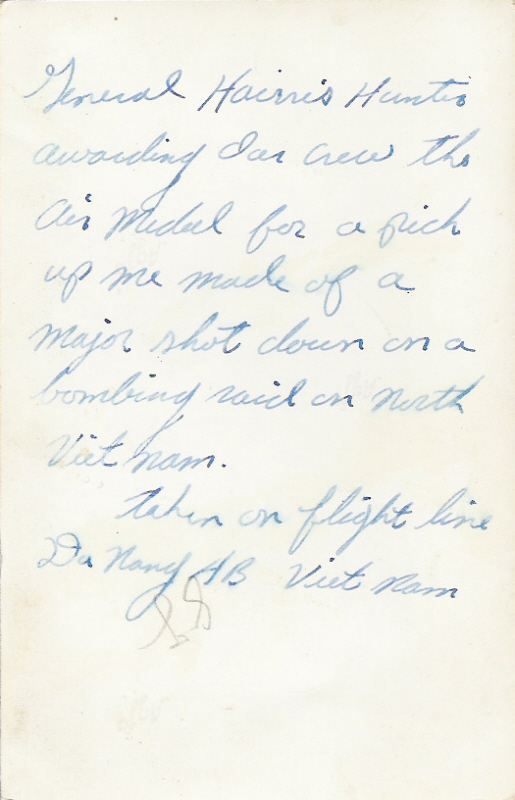 General Hairris Hunter
awarding our crew the
Air Medal for a pick
up we made of a
Major shot down on a
bombing raid on North
Viet nam.
taken on flight line
Da Nang AB Viet nam